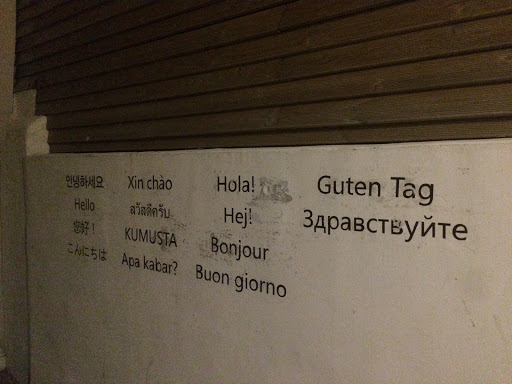 안녕하세요
Hello
您好！
こんにちは
Xin chào
สวัสดีครับ
KUMUSTA
Apa kabar?
Hola!
Hej!
Bonjour
Buon giorno
Guten Tag
Здравствуйте